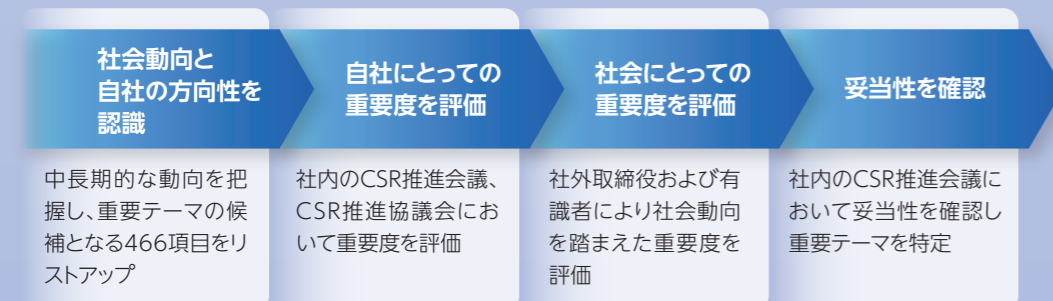 社会動向と
自社の方向性を
認識
中長期的な動向を把
握し、重要テーマの候
補となる466項目をリ
ストアップ
自社にとっての
重要度を評価
社内のCSR推進会議、
CSR推進協議会にお
いて重要度を評価
社会にとっての
重要度を評価
社外取締役および有
識者により社会動向
を踏まえた重要度を
評価
妥当性を確認
社内のCSR推進会議に
おいて妥当性を確認し
重要テーマを特定